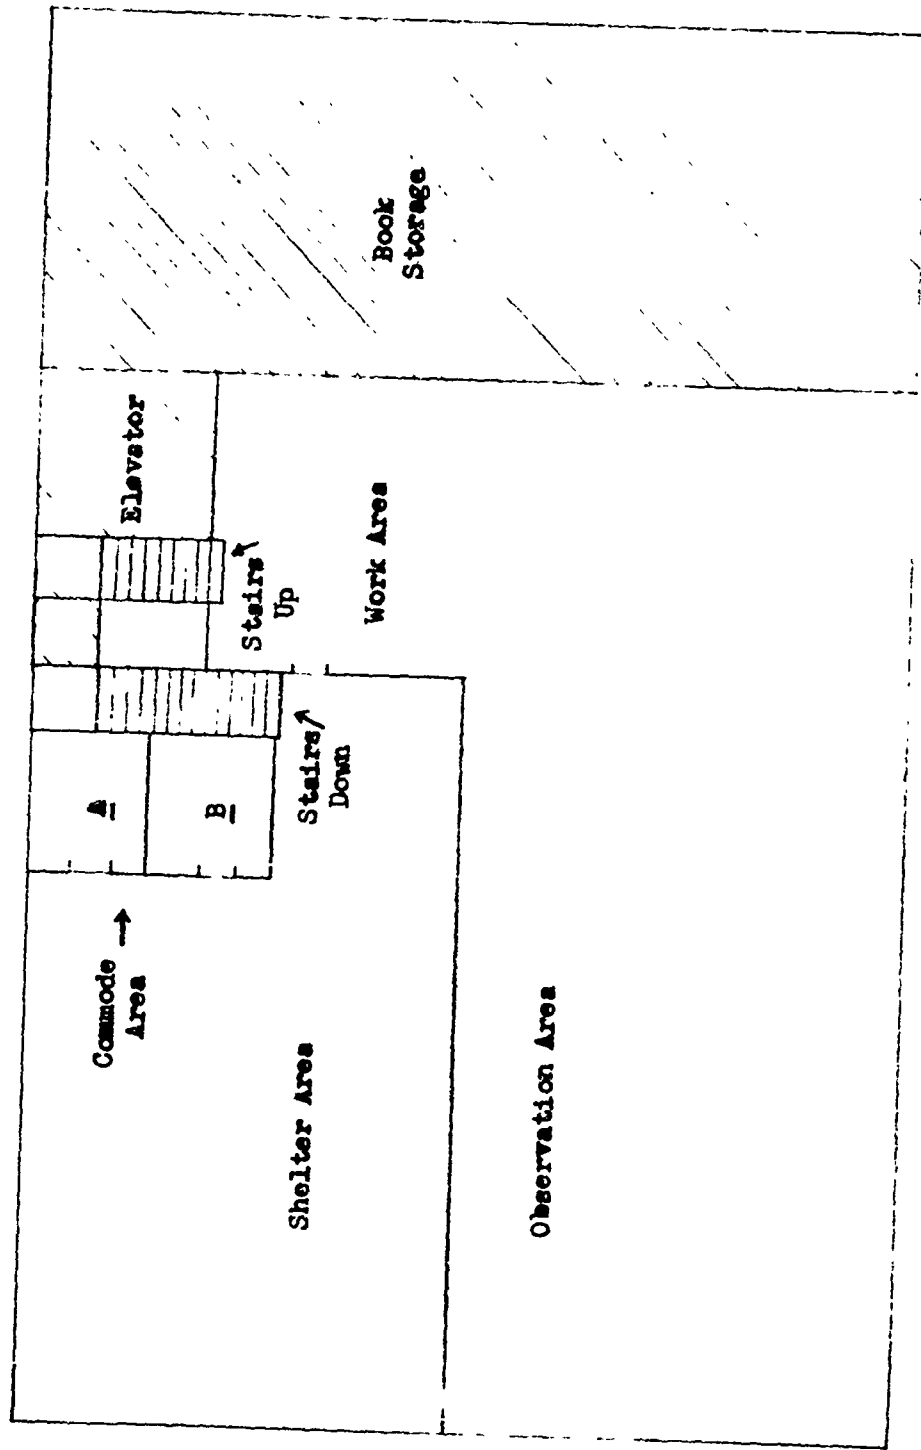 Commode
Area
A
B
Stairs
Down
Stairs
Up
Elevator
Book
Storage
Shelter Area
Work Area
Observation Area